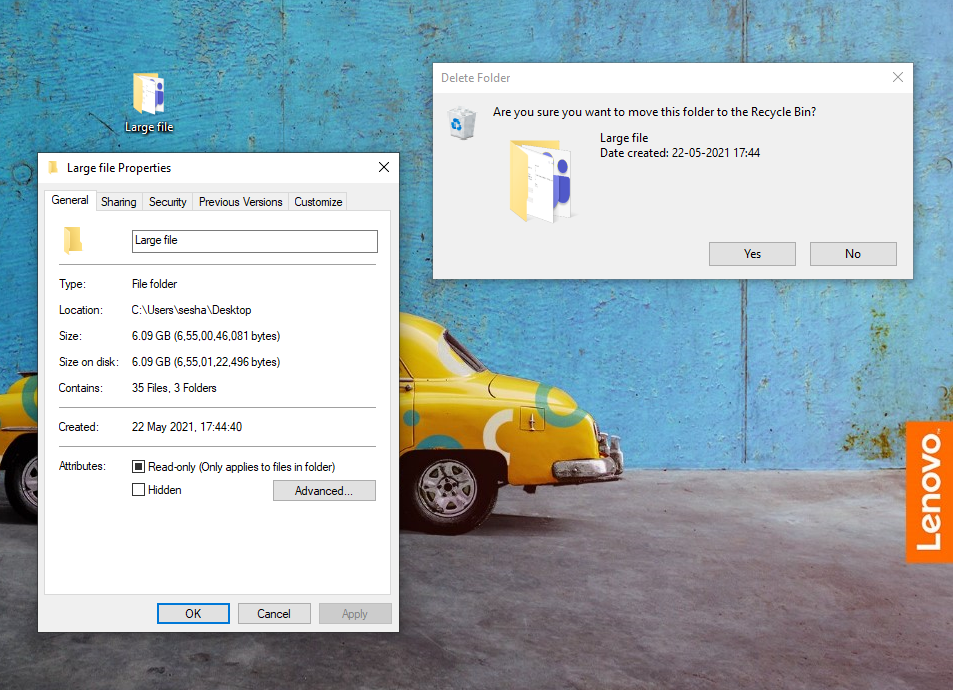 Large file
Large file Properties
General
Sharing
Security
Previous Versions
Customize
Large file
Type:
File folder
Location:
C:\Users\sesha\Desktop
Size:
6.09 GB (6,55,00,46,081 bytes)
Size on disk:
6.09 GB (6,55,01,22,496 bytes)
Contains:
35 Files, 3 Folders
Created:
22 May 2021, 17:44:40
Attributes:
Read-only (Only applies to files in folder)
Hidden
Advanced...
OK
Cancel
Apply
Delete Folder
Are you sure you want to move this folder to the Recycle Bin?
Large file
Date created: 22-05-2021 17:44
Yes
No
Lenovo